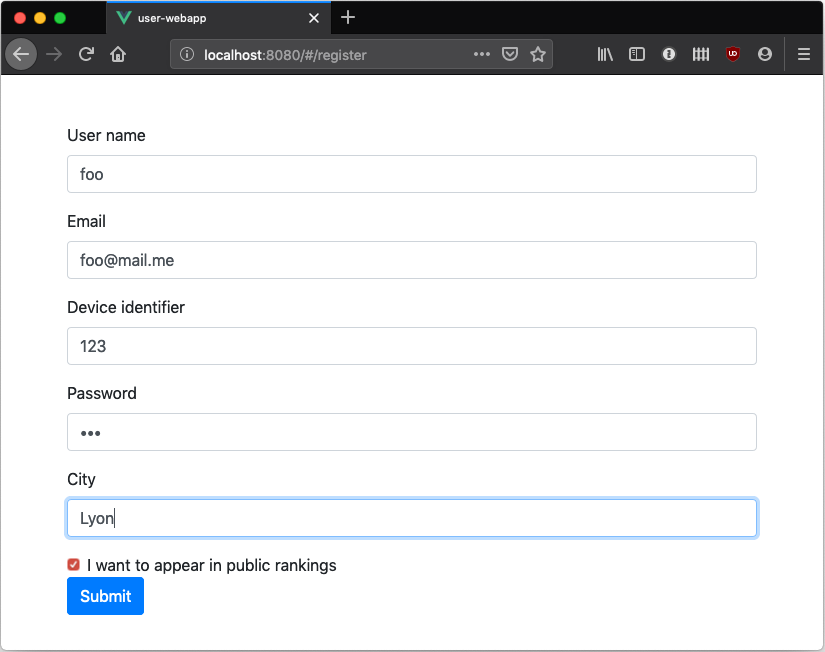 user-webapp
localhost:8080/#/register
User name
foo
Email
foo@mail.me
Device identifier
123
Password
•••
City
Lyon
I want to appear in public rankings
Submit